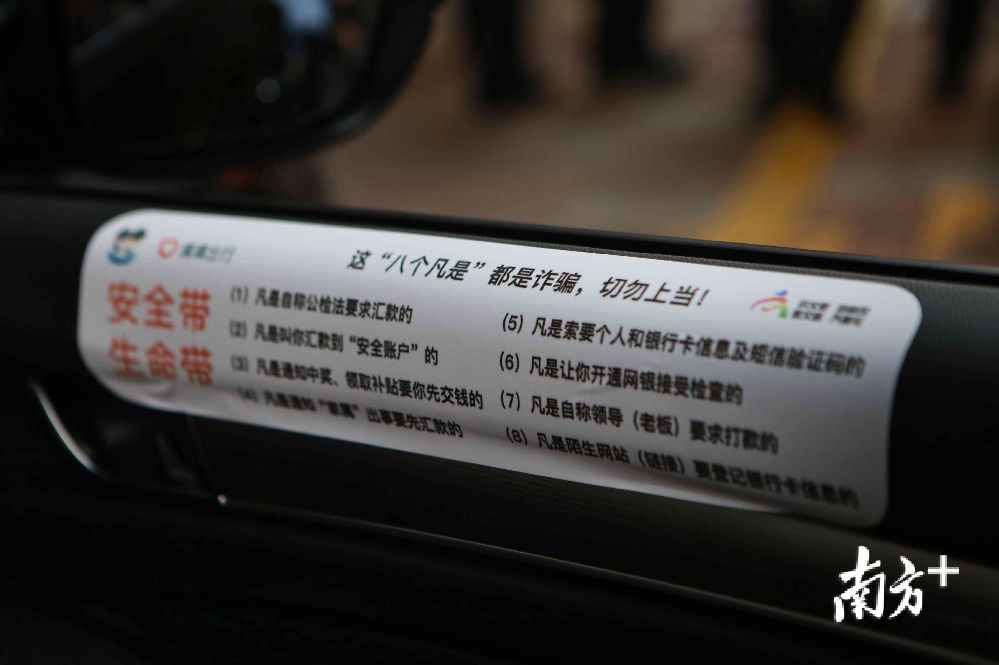 滴滴出行
这“八个凡是”都是诈骗，切勿上当！
安全带
生命带
(1) 凡是自称公检法要求汇款的
(2) 凡是叫你汇款到“安全账户”的
(3) 凡是通知中奖、领取补贴要你先交钱的
(4) 凡是通知“家属”出事要先汇款的
(5) 凡是索要个人和银行卡信息及短信验证码的
(6) 凡是让你开通网银接受检查的
(7) 凡是自称领导（老板）要求打款的
(8) 凡是陌生网站（链接）要登记银行卡信息的
南方+